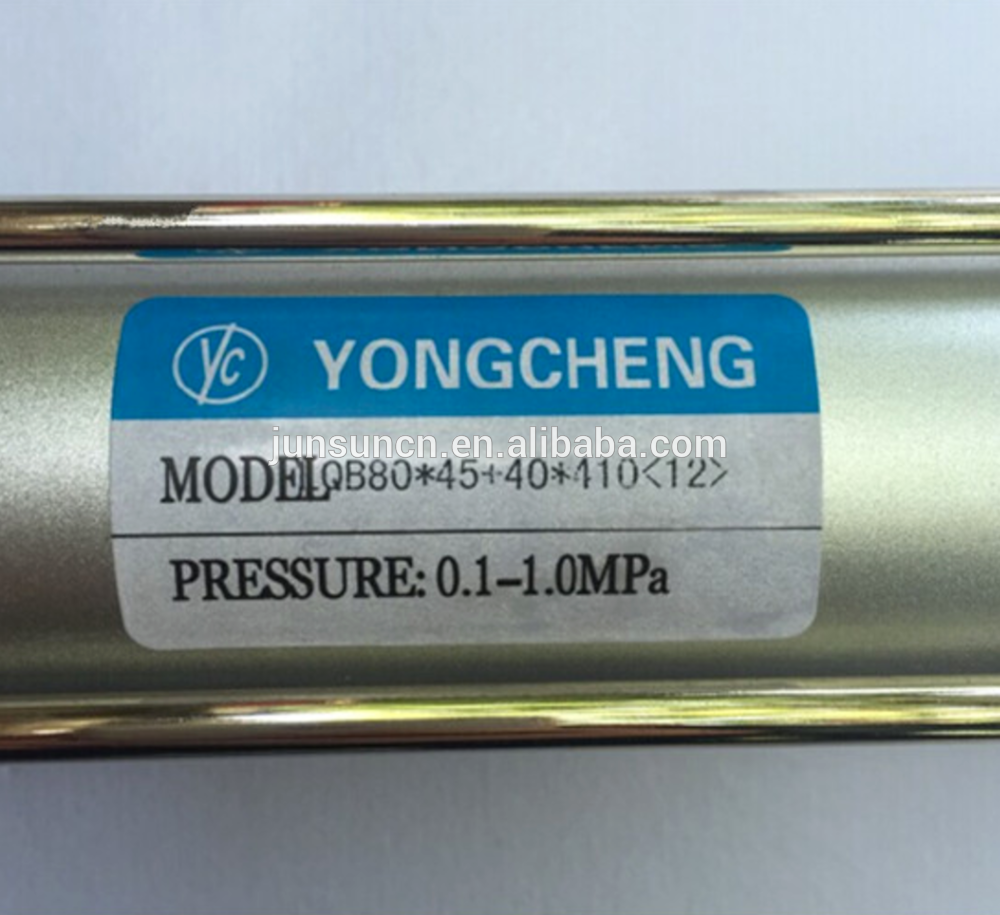 yc YONGCHENG
junsuncn.en.alibaba.com
MODEL QB80*45+40*410<12>
PRESSURE: 0.1-1.0MPa